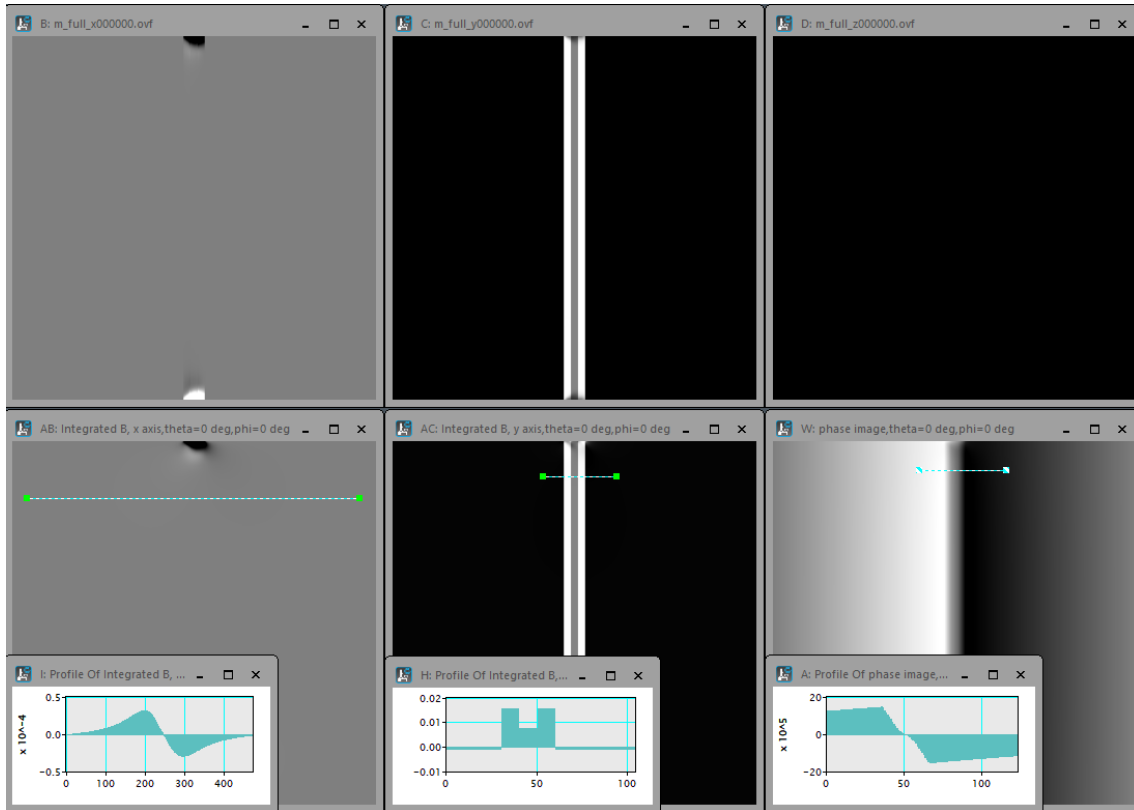 B: m_full_x000000.ovf
C: m_full_y000000.ovf
D: m_full_z000000.ovf
AB: Integrated B, x axis,theta=0 deg,phi=0 deg
AC: Integrated B, y axis,theta=0 deg,phi=0 deg
W: phase image,theta=0 deg,phi=0 deg
I: Profile Of Integrated B, ...
x 10^-4
0.5
0.0
-0.5
0
100
200
300
400
H: Profile Of Integrated B,...
0.02
0.01
0.00
-0.01
0
50
100
A: Profile Of phase image,...
x 10^5
20
0
-20
0
50
100